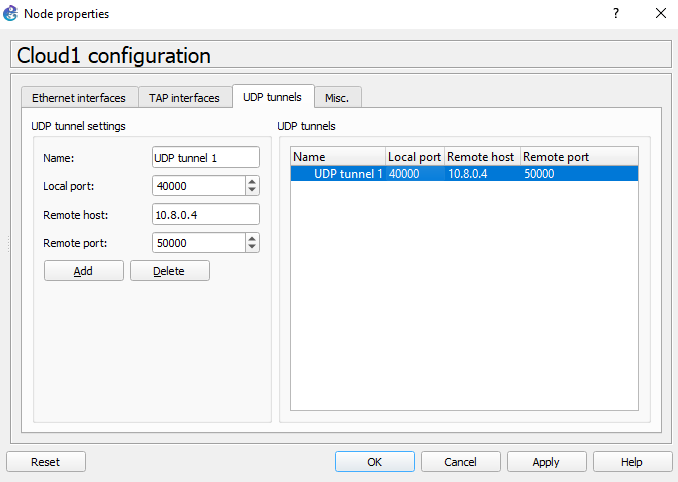 Node properties
?
Cloud1 configuration
Ethernet interfaces TAP interfaces UDP tunnels Misc.
UDP tunnel settings
Name: UDP tunnel 1
Local port: 40000
Remote host: 10.8.0.4
Remote port: 50000
Add Delete
UDP tunnels
Name Local port Remote host Remote port
UDP tunnel 1 40000 10.8.0.4 50000
Reset OK Cancel Apply Help